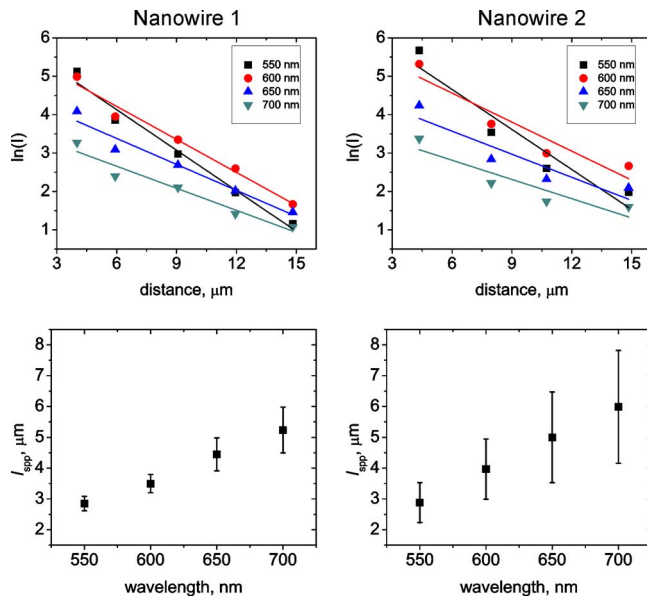 Nanowire 1
Nanowire 2
6
5
4
3
2
1
ln(I)
550 nm
600 nm
650 nm
700 nm
3
6
9
12
15
distance, μm
6
5
4
3
2
1
ln(I)
550 nm
600 nm
650 nm
700 nm
3
6
9
12
15
distance, μm
8
7
6
5
4
3
2
lspp, μm
550
600
650
700
wavelength, nm
8
7
6
5
4
3
2
lspp, μm
550
600
650
700
wavelength, nm